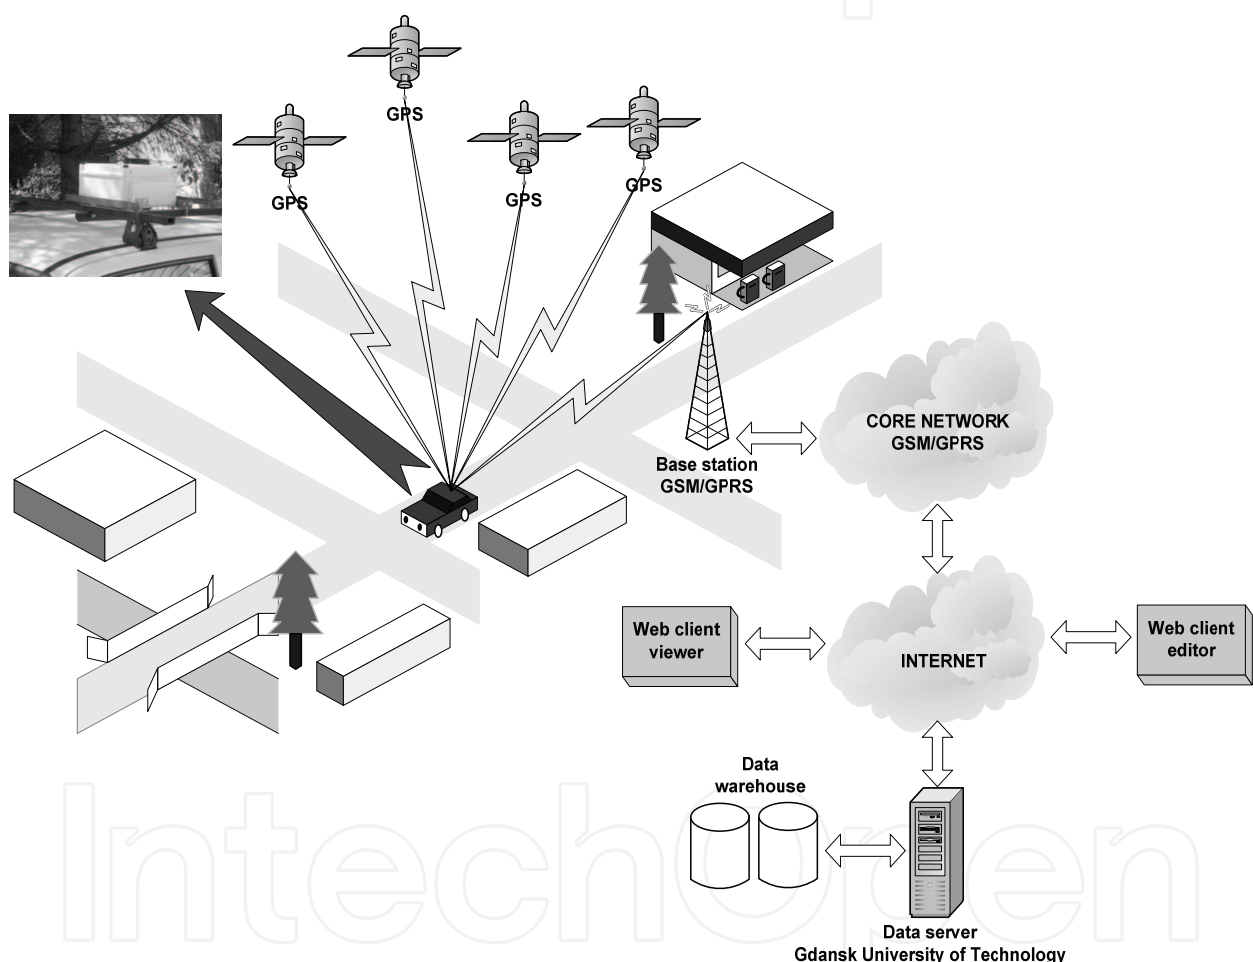 GPS
GPS
GPS
GPS
CORE NETWORK
GSM/GPRS
Base station
GSM/GPRS
Web client
viewer
INTERNET
Web client
editor
Data
warehouse
Data server
Gdansk University of Technology
IntechOpen